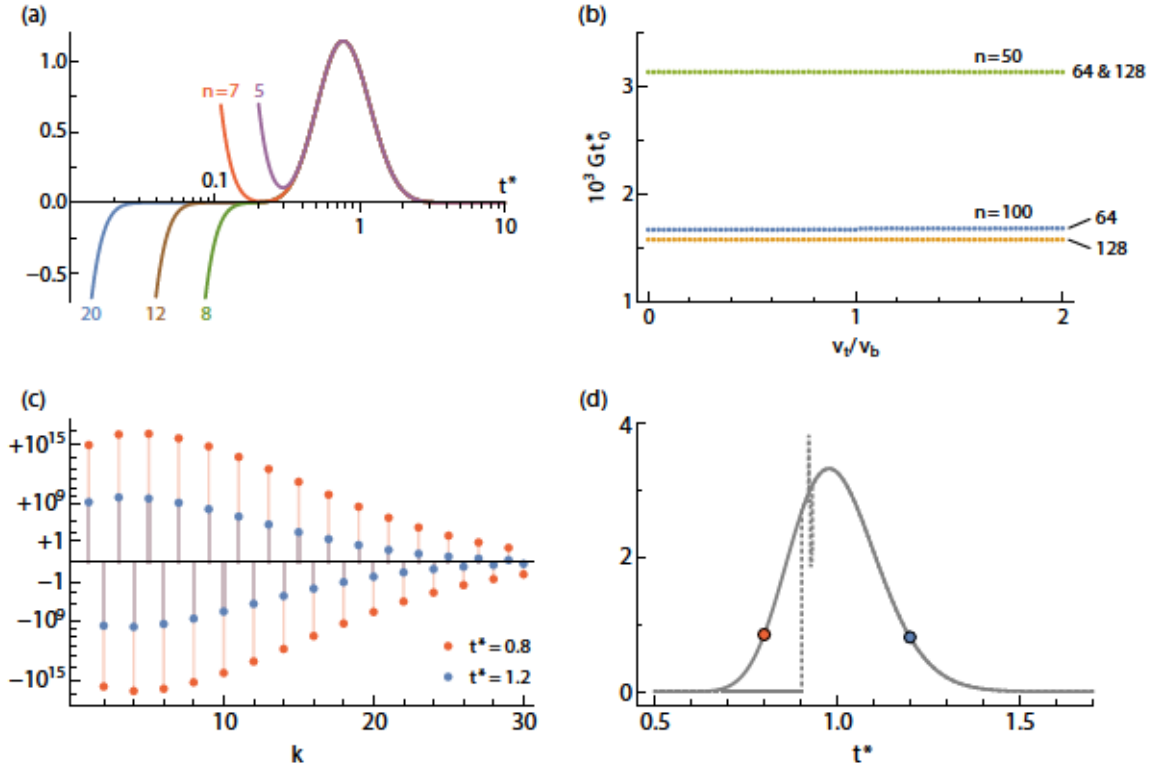 (a)
1.0
0.5
0.0
−0.5
n=7
5
0.1
t*
1
10
20
12
8
(b)
10³ Gt₀*
3
2
1
n=50
64 & 128
n=100
64
128
0
1
2
vₜ/v_b
(c)
+10¹⁵
+10⁹
+1
−1
−10⁹
−10¹⁵
t* = 0.8
t* = 1.2
10
20
30
k
(d)
4
2
0
0.5
1.0
1.5
t*